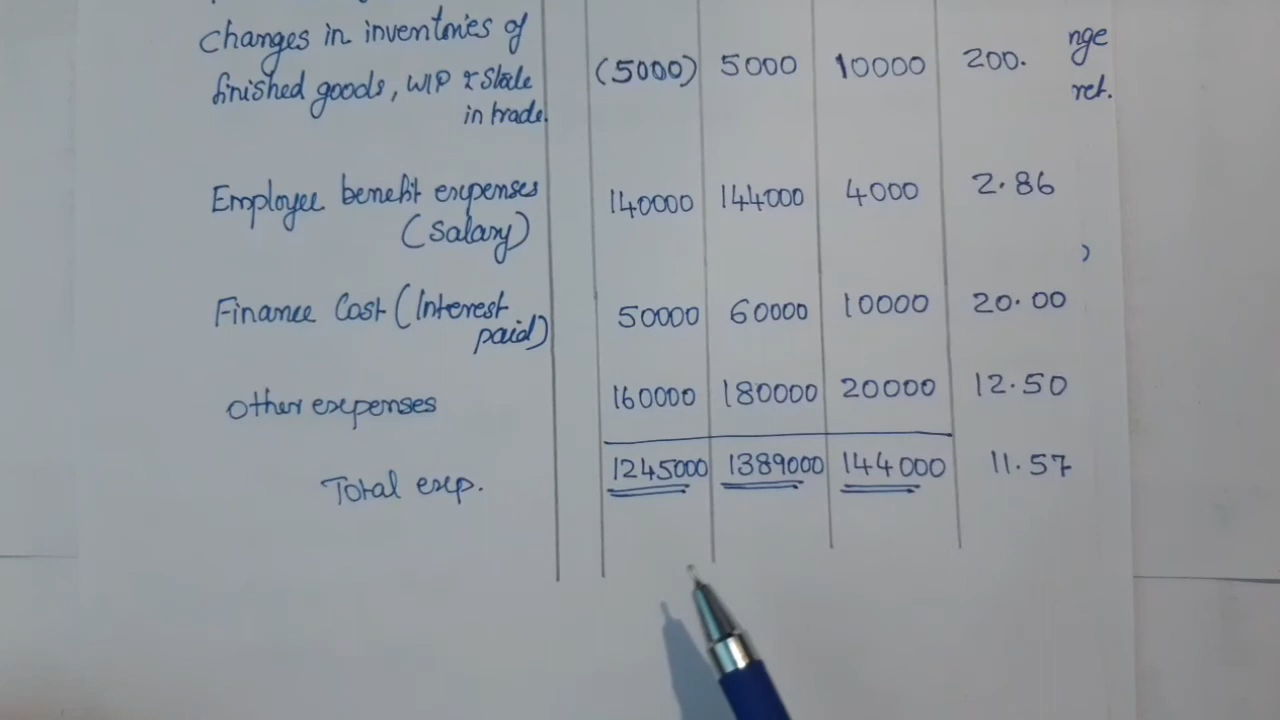 Changes in inventories of
finished goods, WIP & Stock (5000) 5000 10000 200. nge
in trade. ret.
Employee benefit expenses 140000 144000 4000 2.86
(Salary)
)
Finance Cost (Interest 50000 60000 10000 20.00
paid)
Other expenses 160000 180000 20000 12.50
Total exp. 1245000 1389000 144000 11.57